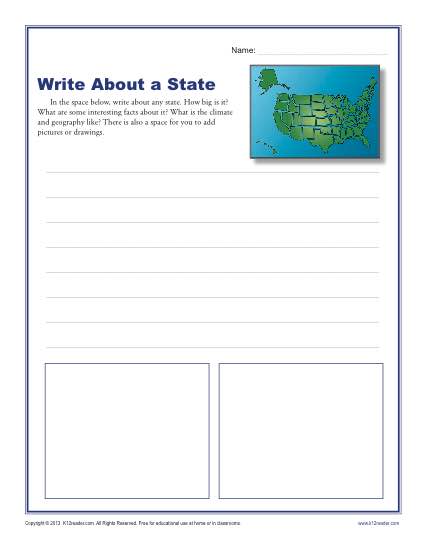 Name:
Write About a State
In the space below, write about any state. How big is it?
What are some interesting facts about it? What is the climate
and geography like? There is also a space for you to add
pictures or drawings.
Copyright © 2013 K12reader.com. All Rights Reserved. Free for educational use at home or in classrooms
www.k12reader.com